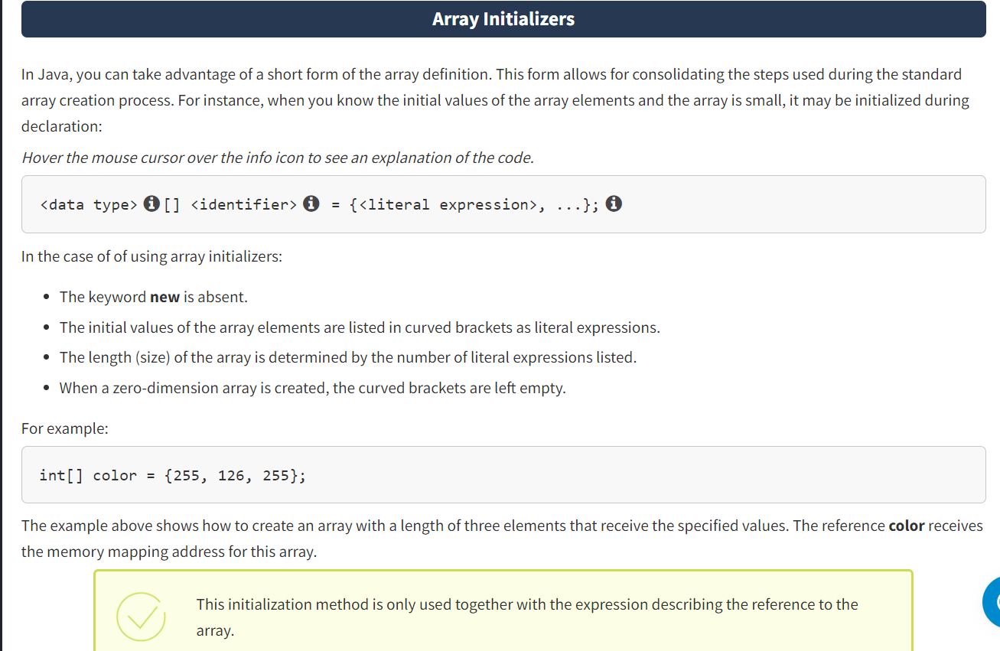 Array Initializers
In Java, you can take advantage of a short form of the array definition. This form allows for consolidating the steps used during the standard
array creation process. For instance, when you know the initial values of the array elements and the array is small, it may be initialized during
declaration:
Hover the mouse cursor over the info icon to see an explanation of the code.
<data type> i [] <identifier> i = {<literal expression>, ...}; i
In the case of of using array initializers:
• The keyword new is absent.
• The initial values of the array elements are listed in curved brackets as literal expressions.
• The length (size) of the array is determined by the number of literal expressions listed.
• When a zero-dimension array is created, the curved brackets are left empty.
For example:
int[] color = {255, 126, 255};
The example above shows how to create an array with a length of three elements that receive the specified values. The reference color receives
the memory mapping address for this array.
This initialization method is only used together with the expression describing the reference to the
array.